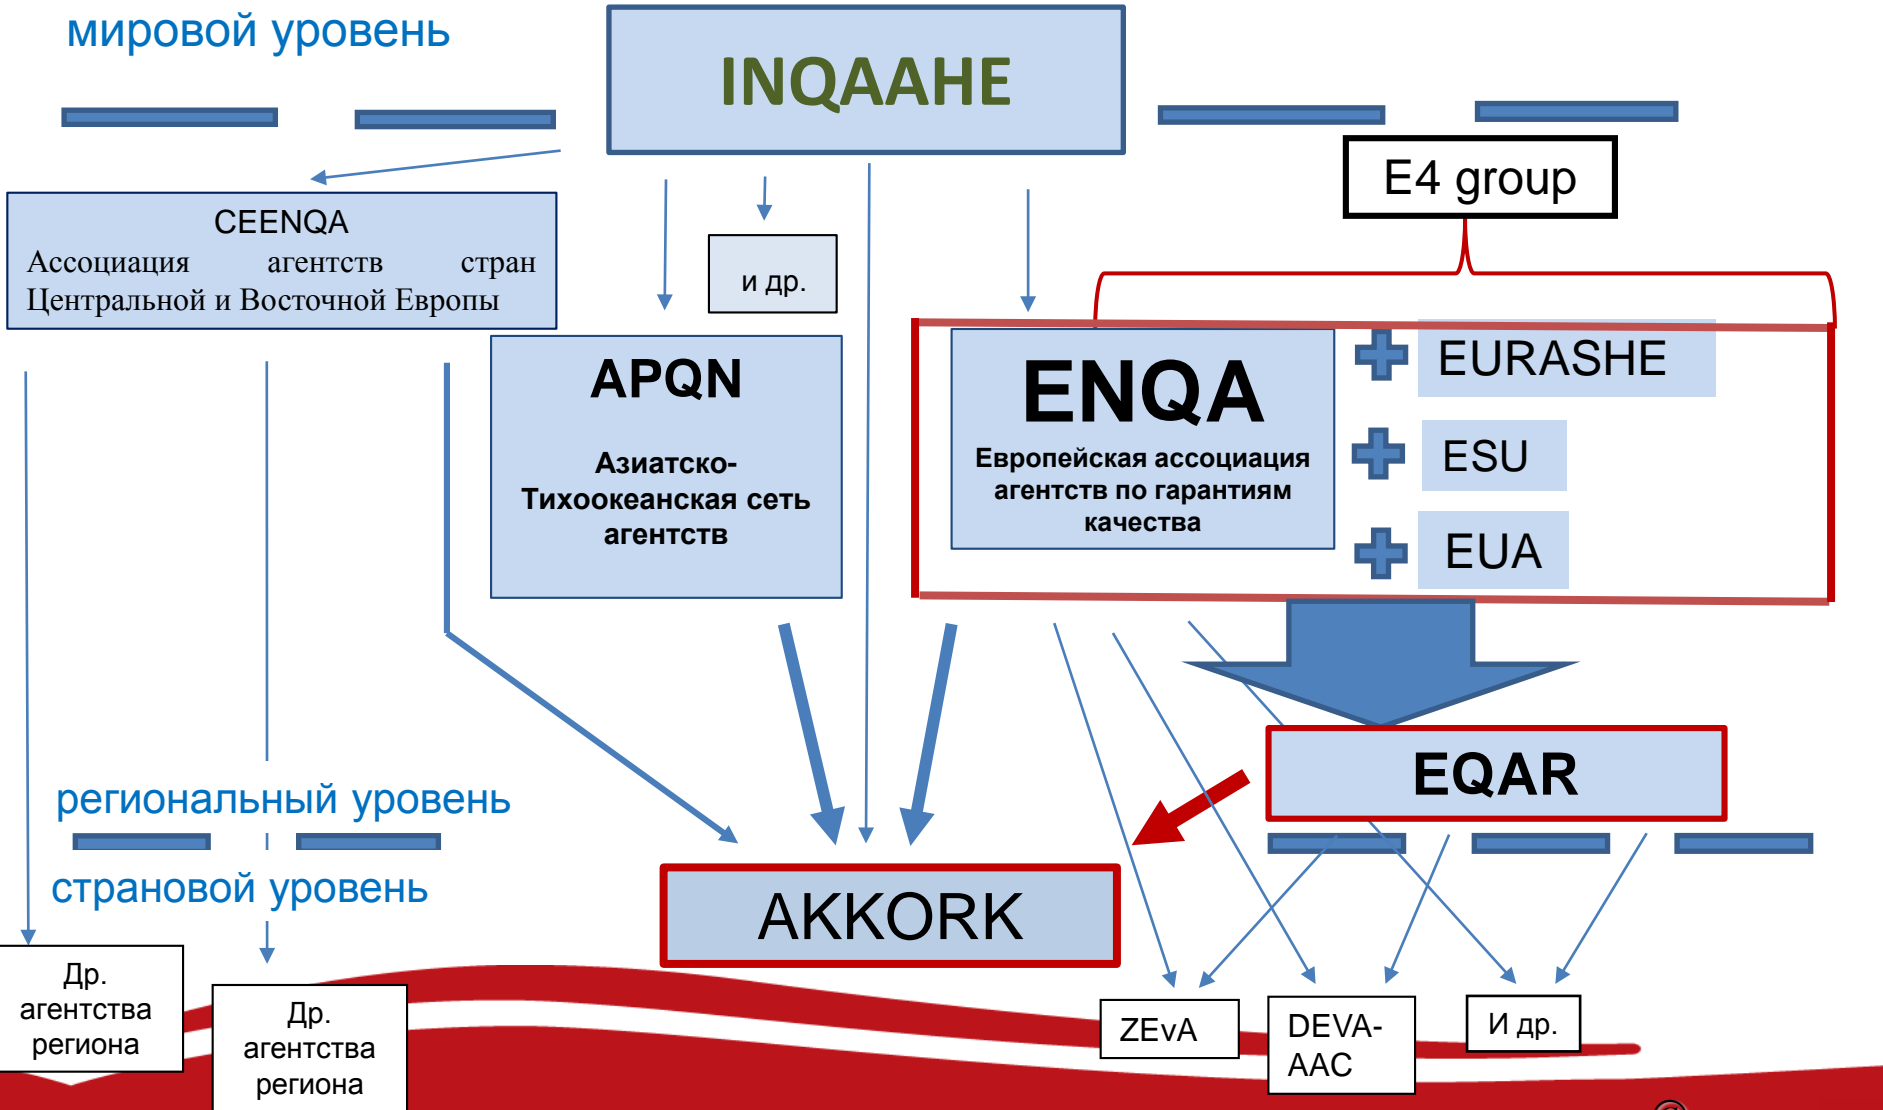 мировой уровень
INQAAHE
E4 group
CEENQA
Ассоциация агентств стран
Центральной и Восточной Европы
и др.
APQN
Азиатско-
Тихоокеанская сеть
агентств
ENQA
Европейская ассоциация
агентств по гарантиям
качества
EURASHE
ESU
EUA
EQAR
региональный уровень
страновой уровень
AKKORK
Др.
агентства
региона
Др.
агентства
региона
ZEvA
DEVA-
AAC
И др.